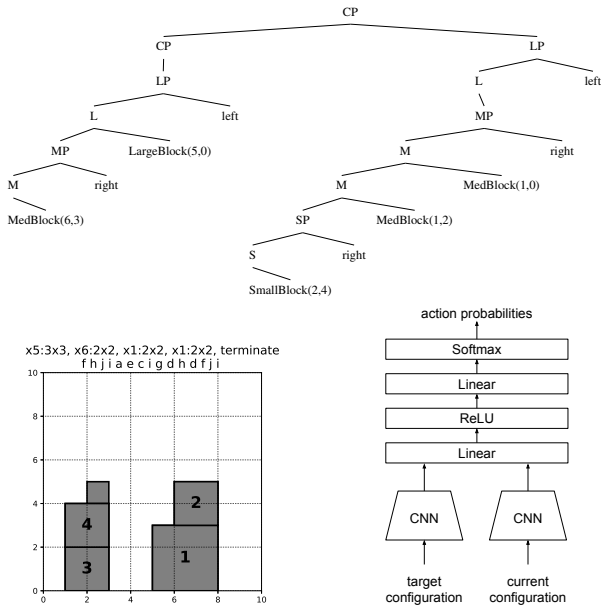 CP
CP LP
LP L left
L left MP
MP LargeBlock(5,0) M right
M right M MedBlock(1,0)
MedBlock(6,3) SP MedBlock(1,2)
S right
SmallBlock(2,4)
x5:3x3, x6:2x2, x1:2x2, x1:2x2, terminate
f h j i a e c i g d h d f j i
10
8
6
4
2
0
0 2 4 6 8 10
4 2
3 1
action probabilities
Softmax
Linear
ReLU
Linear
CNN CNN
target configuration
current configuration